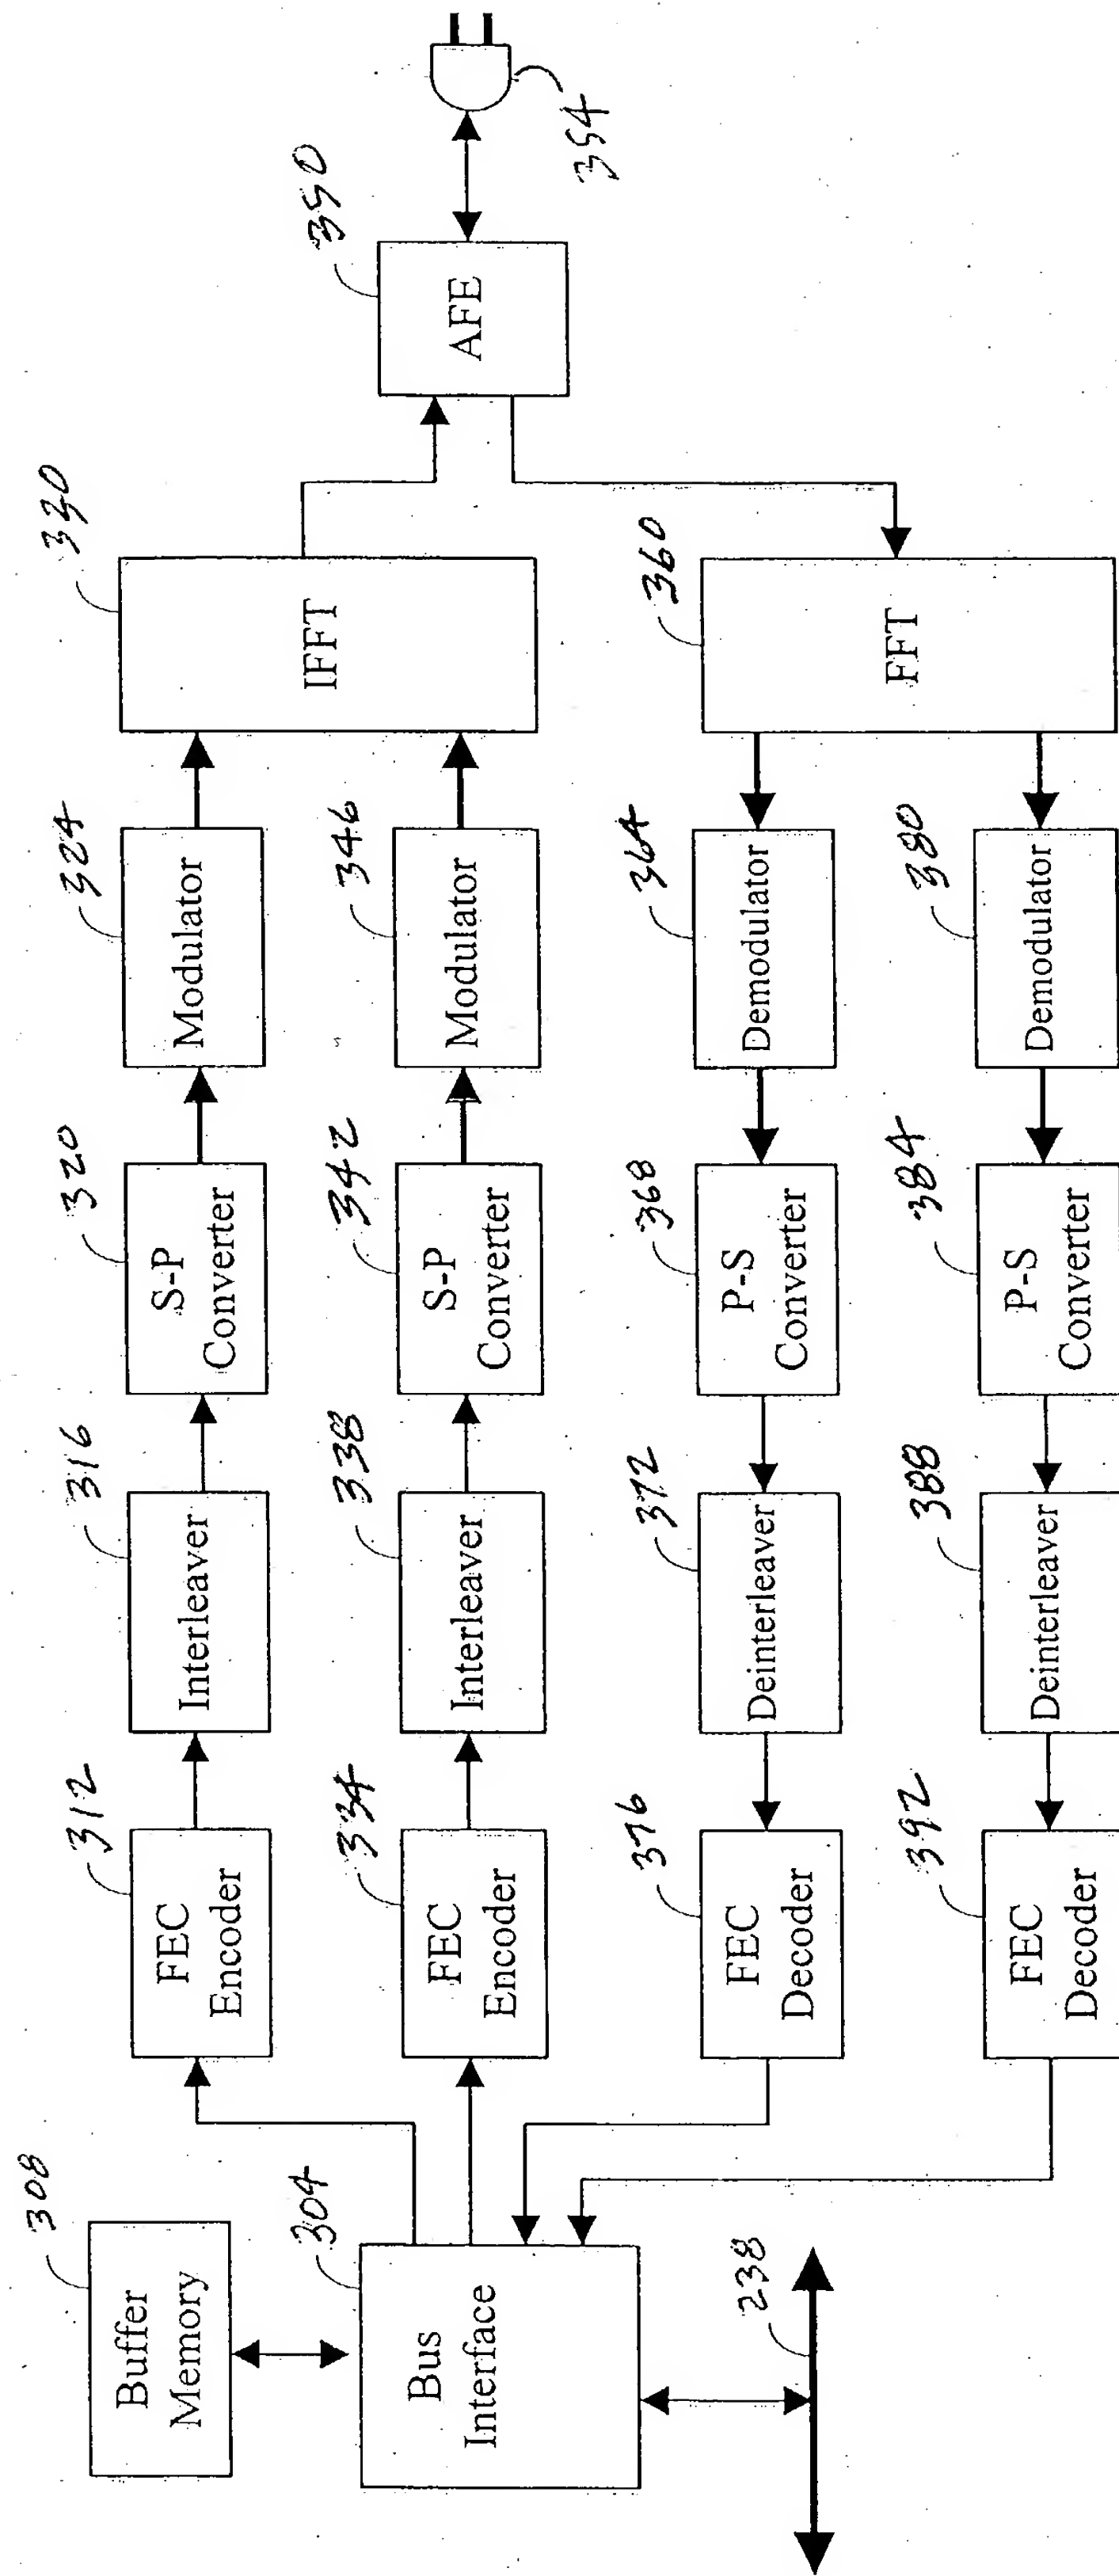 308
Buffer
Memory
304
Bus
Interface
238
312
FEC
Encoder
316
Interleaver
320
S-P
Converter
324
Modulator
330
IFFT
334
FEC
Encoder
338
Interleaver
342
S-P
Converter
346
Modulator
350
AFE
354
376
FEC
Decoder
372
Deinterleaver
368
P-S
Converter
364
Demodulator
360
FFT
392
FEC
Decoder
388
Deinterleaver
384
P-S
Converter
380
Demodulator